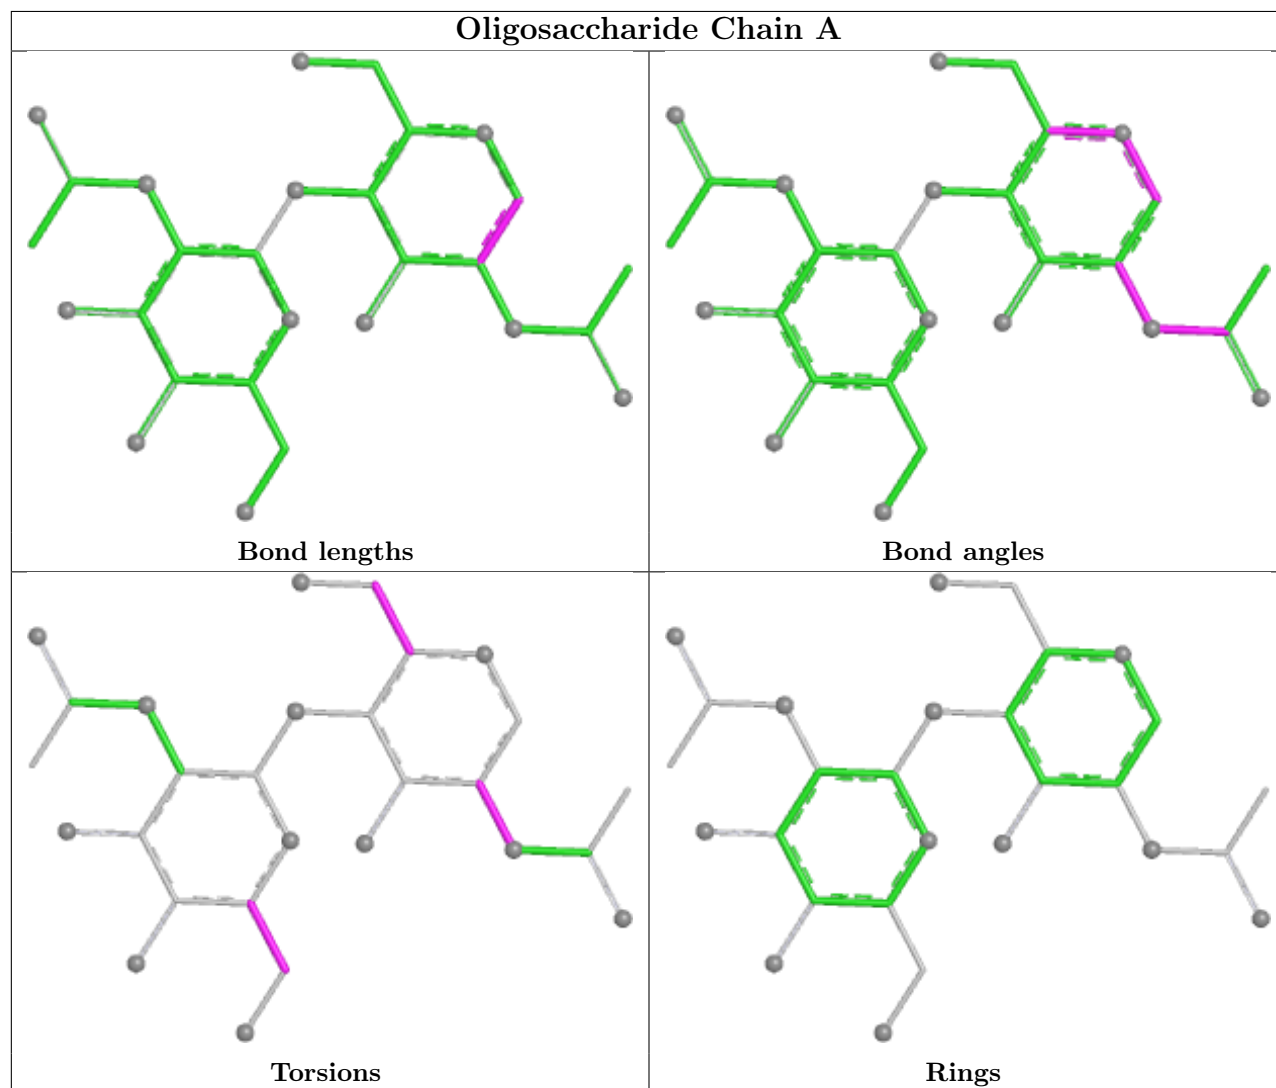 Oligosaccharide Chain A
Bond lengths
Bond angles
Torsions
Rings